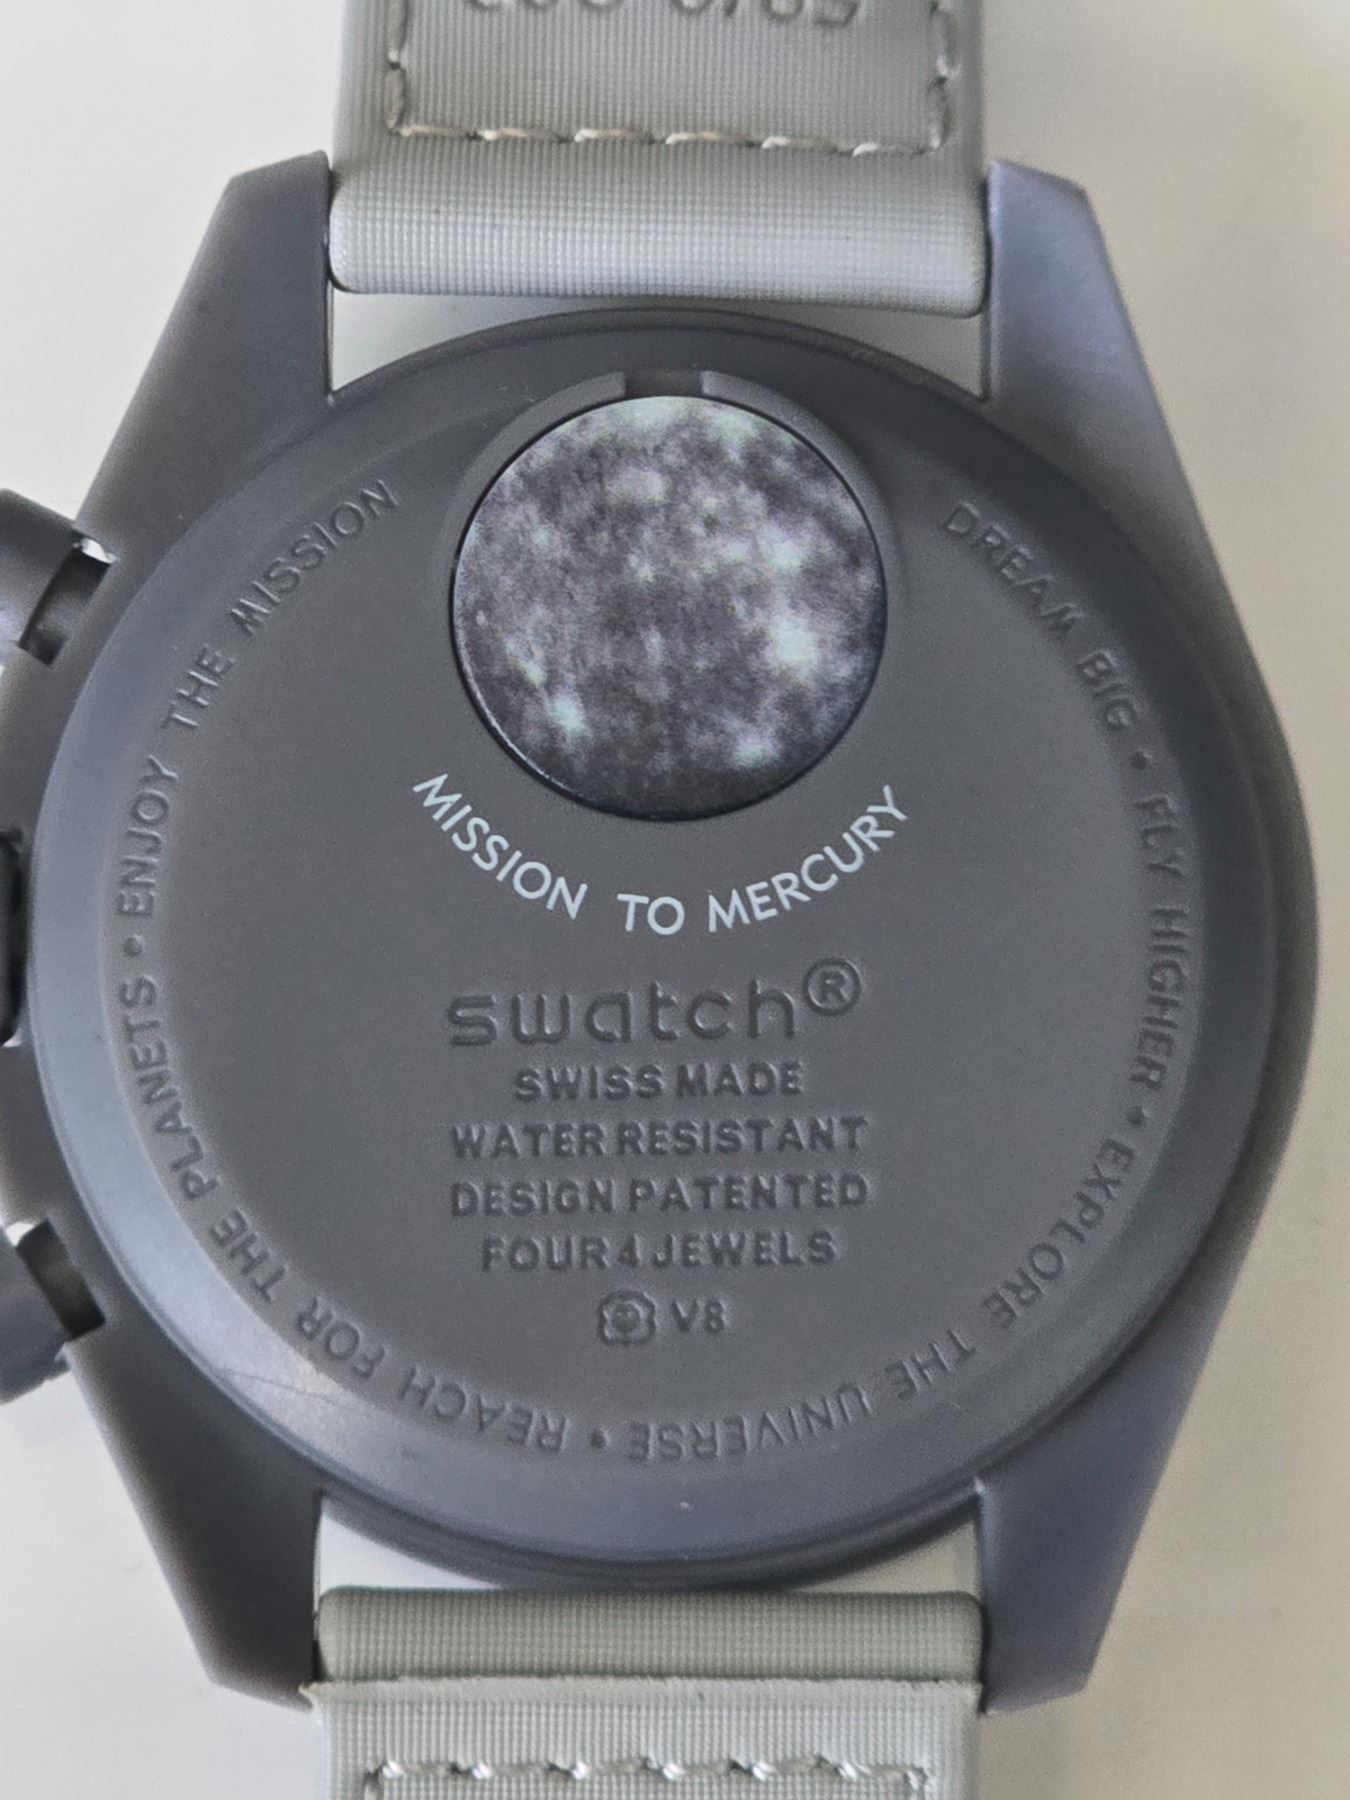 MISSION TO MERCURY
swatch®
SWISS MADE
WATER RESISTANT
DESIGN PATENTED
FOUR 4 JEWELS
V8
DREAM BIG • FLY HIGHER • EXPLORE THE UNIVERSE • REACH FOR THE PLANETS • ENJOY THE MISSION